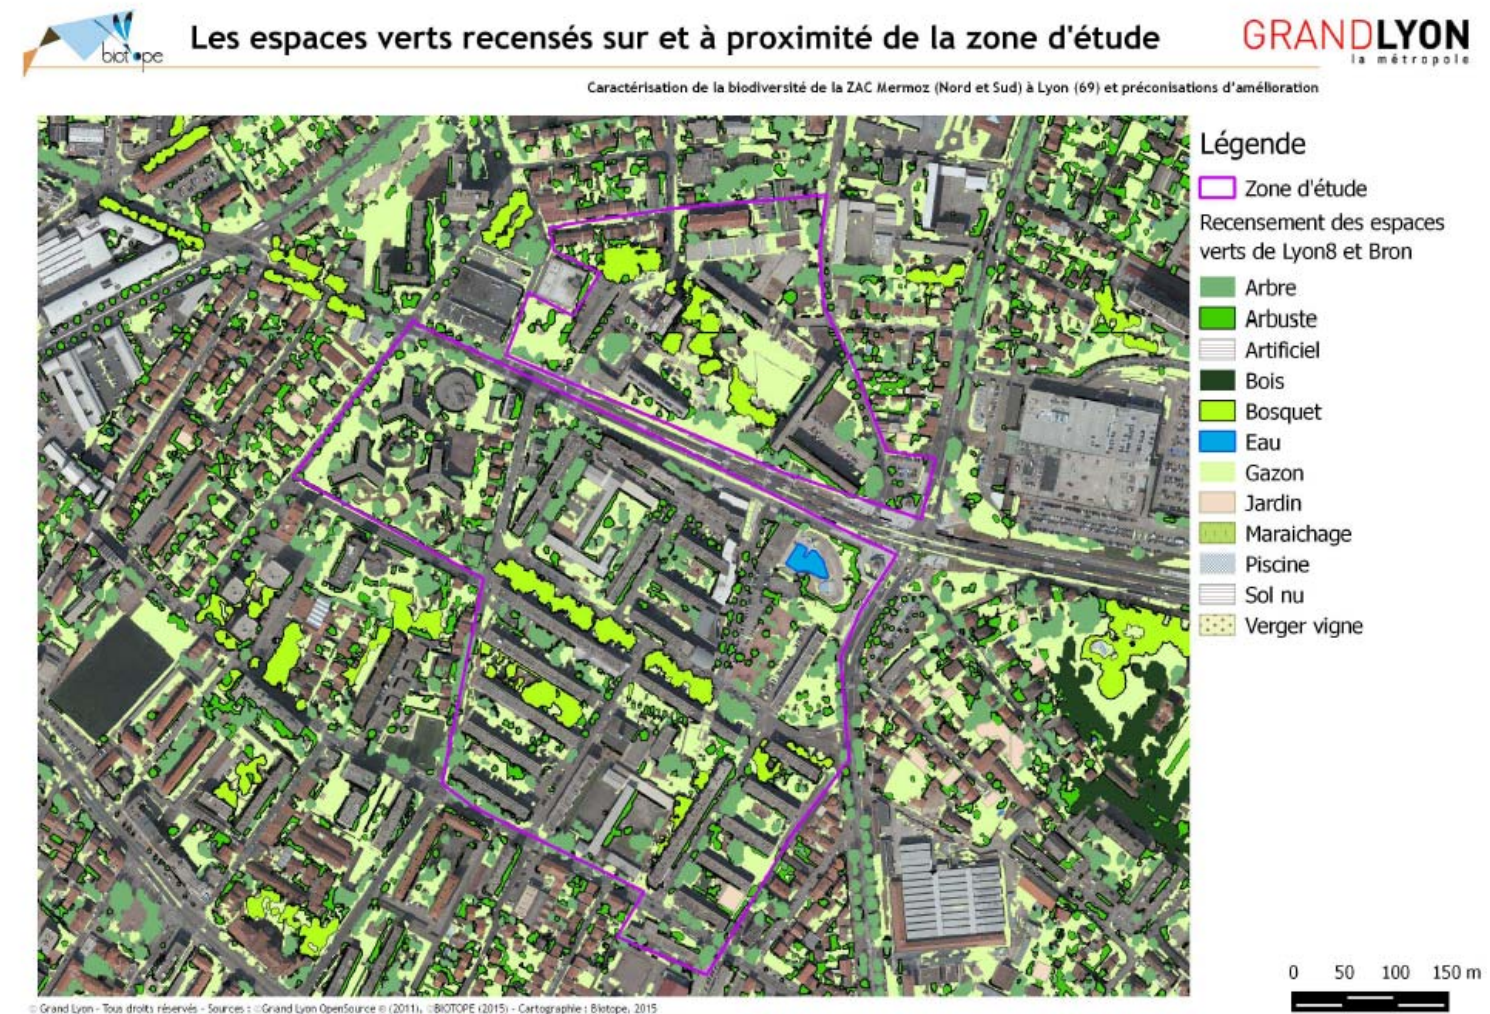 biotope
Les espaces verts recensés sur et à proximité de la zone d'étude
GRANDLYON
la métropole
Caractérisation de la biodiversité de la ZAC Mermoz (Nord et Sud) à Lyon (69) et préconisations d'amélioration
Légende
Zone d'étude
Recensement des espaces
verts de Lyon8 et Bron
Arbre
Arbuste
Artificiel
Bois
Bosquet
Eau
Gazon
Jardin
Maraichage
Piscine
Sol nu
Verger vigne
0 50 100 150 m
© Grand Lyon - Tous droits réservés - Sources : ©Grand Lyon OpenSource © (2011), ©BIOTOPE (2015) - Cartographie : Biotope, 2015